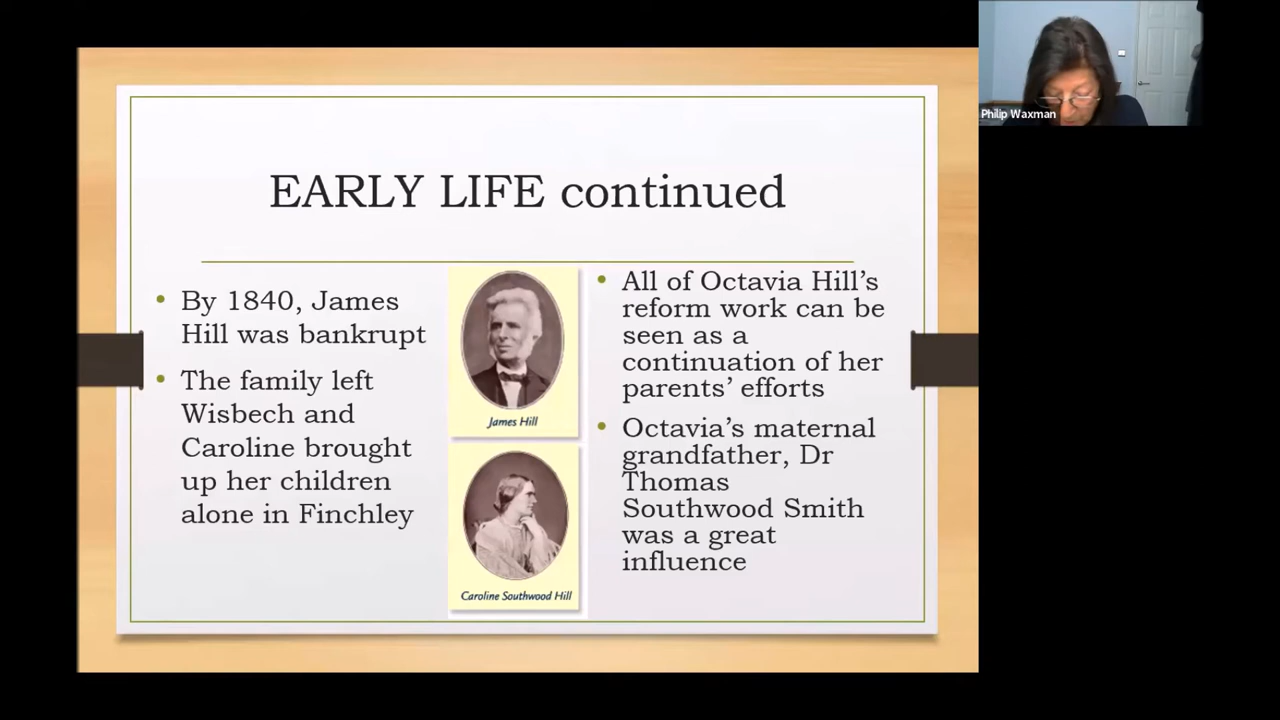 EARLY LIFE continued
• By 1840, James
Hill was bankrupt
• The family left
Wisbech and
Caroline brought
up her children
alone in Finchley
James Hill
Caroline Southwood Hill
• All of Octavia Hill’s
reform work can be
seen as a
continuation of her
parents’ efforts
• Octavia’s maternal
grandfather, Dr
Thomas
Southwood Smith
was a great
influence
Philip Waxman